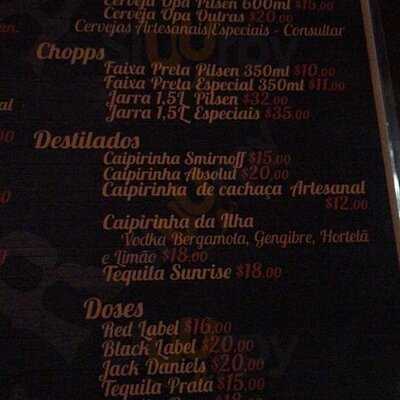 Cerveja Opa Pilsen 600ml $15,00
Cerveja Opa Outras $20,00
Cervejas Artesanais/Especiais - Consultar
Chopps
Faixa Preta Pilsen 350ml $10,00
Faixa Preta Especial 350ml $11,00
Jarra 1,5L Pilsen $32,00
Jarra 1,5L Especiais $35,00
Destilados
Caipirinha Smirnoff $15,00
Caipirinha Absolut $20,00
Caipirinha de cachaça Artesanal
$12,00
Caipirinha da Ilha
Vodka Bergamota, Gengibre, Hortelã
e Limão $18,00
Tequila Sunrise $18,00
Doses
Red Label $16,00
Black Label $20,00
Jack Daniels $20,00
Tequila Prata $15,00